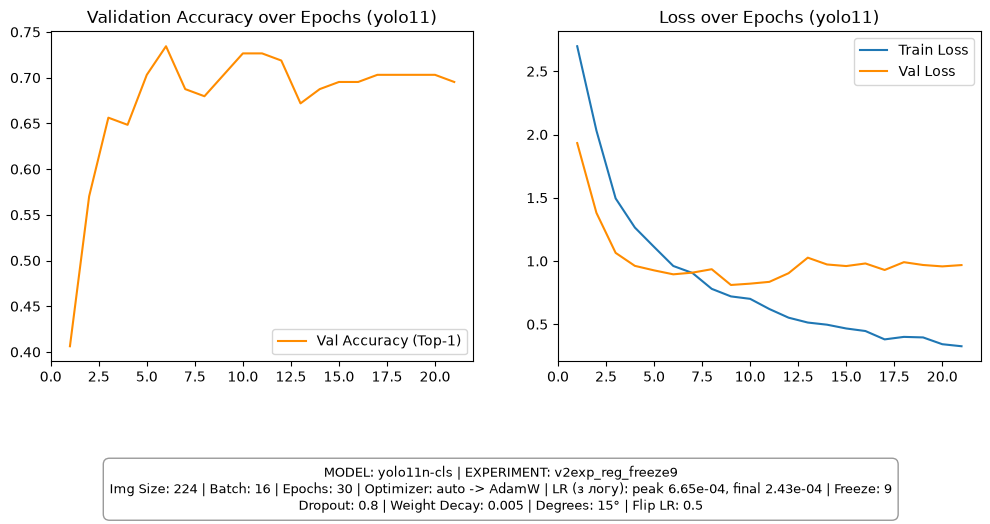 Validation Accuracy over Epochs (yolo11)
0.75
0.70
0.65
0.60
0.55
0.50
0.45
0.40
0.0 2.5 5.0 7.5 10.0 12.5 15.0 17.5 20.0
Val Accuracy (Top-1)
Loss over Epochs (yolo11)
Train Loss
Val Loss
2.5
2.0
1.5
1.0
0.5
0.0 2.5 5.0 7.5 10.0 12.5 15.0 17.5 20.0
MODEL: yolo11n-cls | EXPERIMENT: v2exp_reg_freeze9
Img Size: 224 | Batch: 16 | Epochs: 30 | Optimizer: auto -> AdamW | LR (з логу): peak 6.65e-04, final 2.43e-04 | Freeze: 9
Dropout: 0.8 | Weight Decay: 0.005 | Degrees: 15° | Flip LR: 0.5